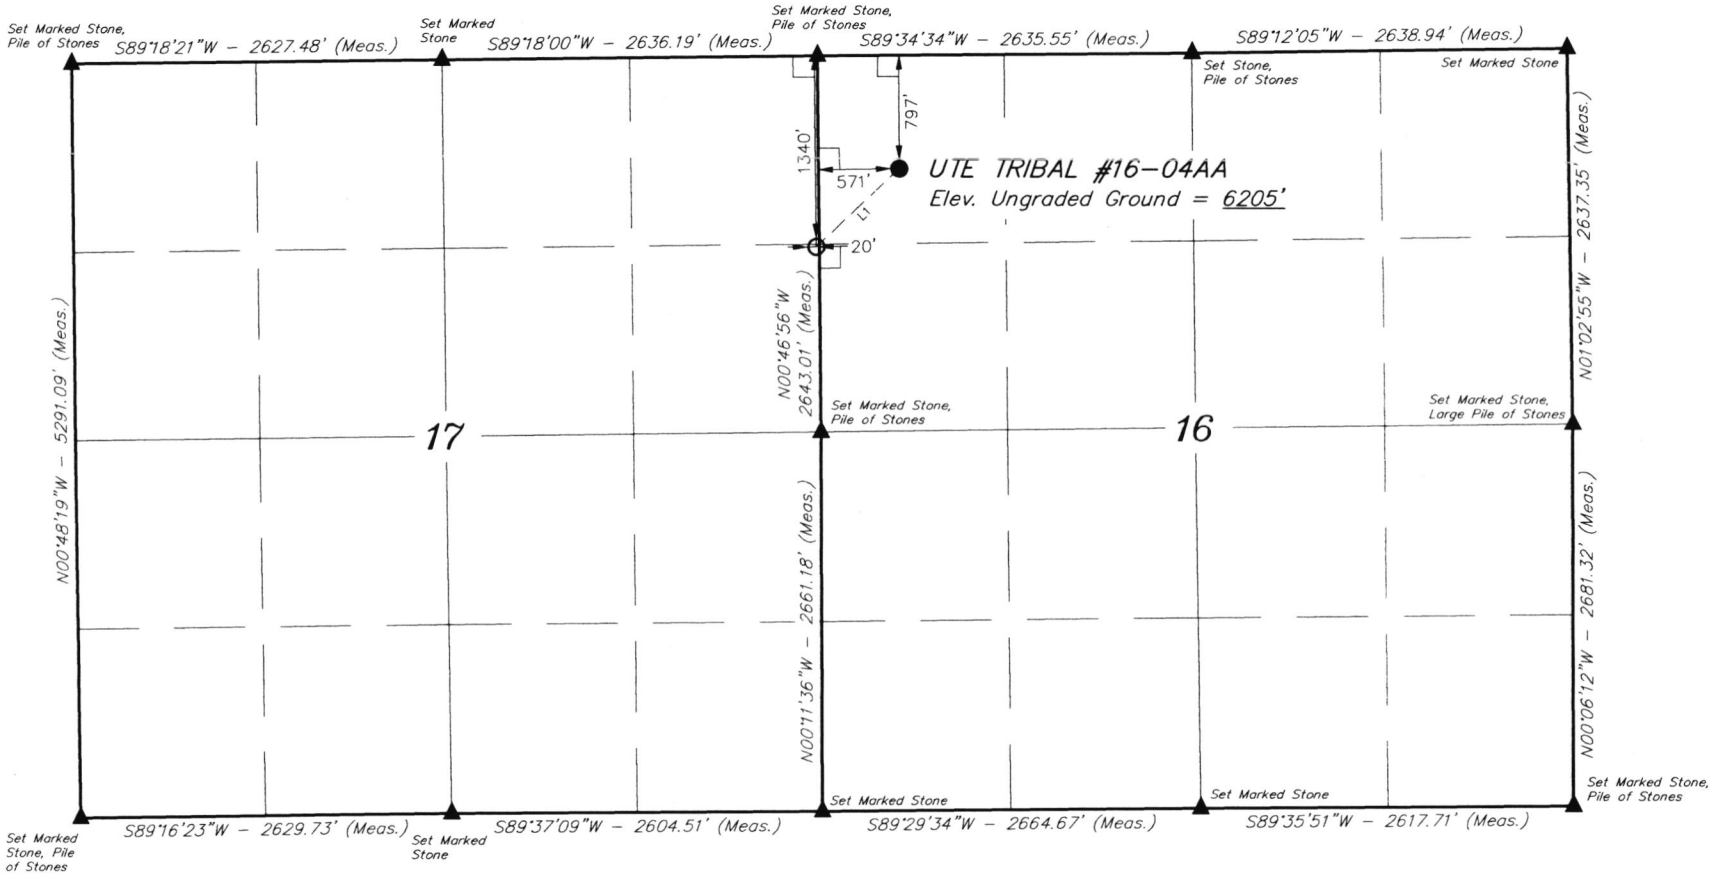 Set Marked Stone,
Pile of Stones
S89°18'21"W - 2627.48' (Meas.)
Set Marked
Stone
S89°18'00"W - 2636.19' (Meas.)
Set Marked Stone,
Pile of Stones
S89°34'34"W - 2635.55' (Meas.)
S89°12'05"W - 2638.94' (Meas.)
Set Stone,
Pile of Stones
Set Marked Stone
1340'
797'
571'
L1
20'
UTE TRIBAL #16-04AA
Elev. Ungraded Ground = 6205'
N00°48'19"W - 5291.09' (Meas.)
N00°46'56"W
2643.01' (Meas.)
N01°02'55"W - 2637.35' (Meas.)
Set Marked Stone,
Pile of Stones
Set Marked Stone,
Large Pile of Stones
17
16
N00°11'36"W - 2661.18' (Meas.)
N00°06'12"W - 2681.32' (Meas.)
Set Marked Stone
Set Marked Stone
Set Marked Stone,
Pile of Stones
Set Marked
Stone, Pile
of Stones
S89°16'23"W - 2629.73' (Meas.)
Set Marked
Stone
S89°37'09"W - 2604.51' (Meas.)
S89°29'34"W - 2664.67' (Meas.)
S89°35'51"W - 2617.71' (Meas.)